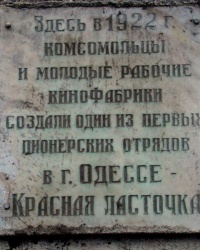 Здесь в 1922 г.
комсомольцы
и молодые рабочие
кинофабрики
создали один из первых
пионерских отрядов
в г. Одессе -
Красная ласточка